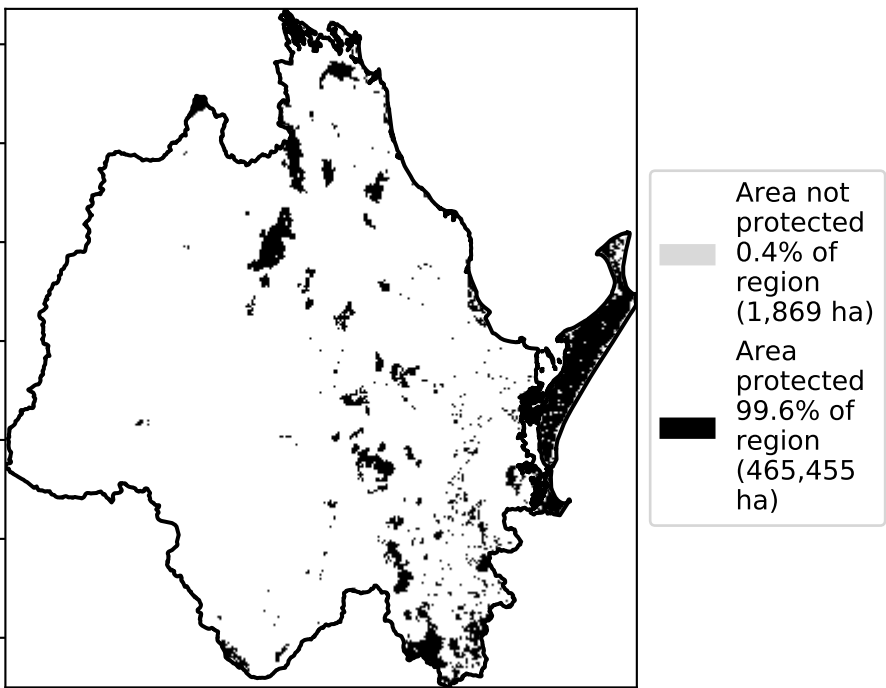 Area not
protected
0.4% of
region
(1,869 ha)
Area
protected
99.6% of
region
(465,455
ha)